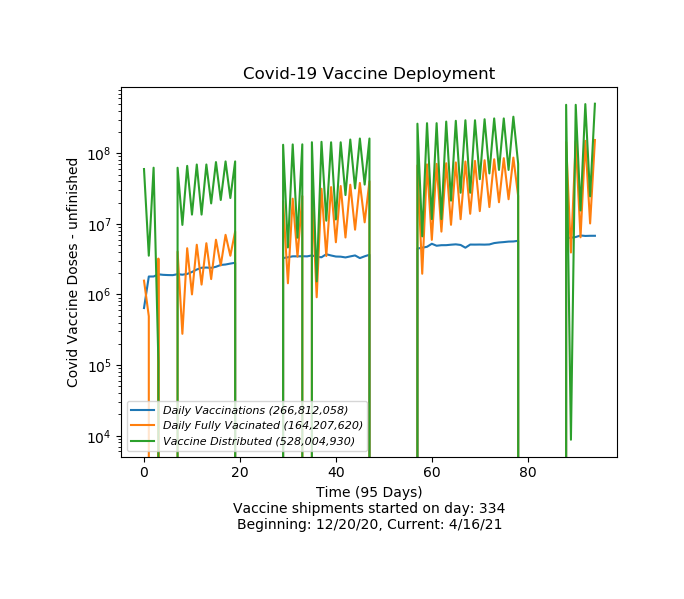 Covid-19 Vaccine Deployment
Covid Vaccine Doses - unfinished
10^8
10^7
10^6
10^5
10^4
Daily Vaccinations (266,812,058)
Daily Fully Vacinated (164,207,620)
Vaccine Distributed (528,004,930)
0 20 40 60 80
Time (95 Days)
Vaccine shipments started on day: 334
Beginning: 12/20/20, Current: 4/16/21